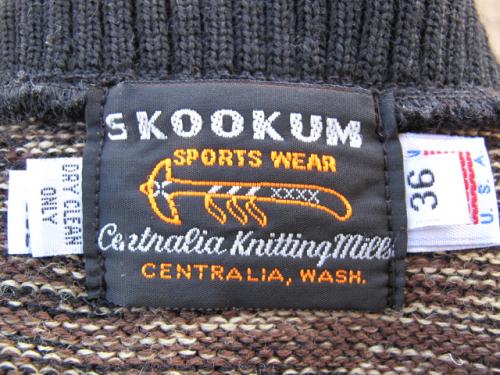 SKOOKUM
SPORTS WEAR
XXXX
Centralia Knitting Mills
CENTRALIA, WASH.
DRY CLEAN
ONLY
36
U.S.A.